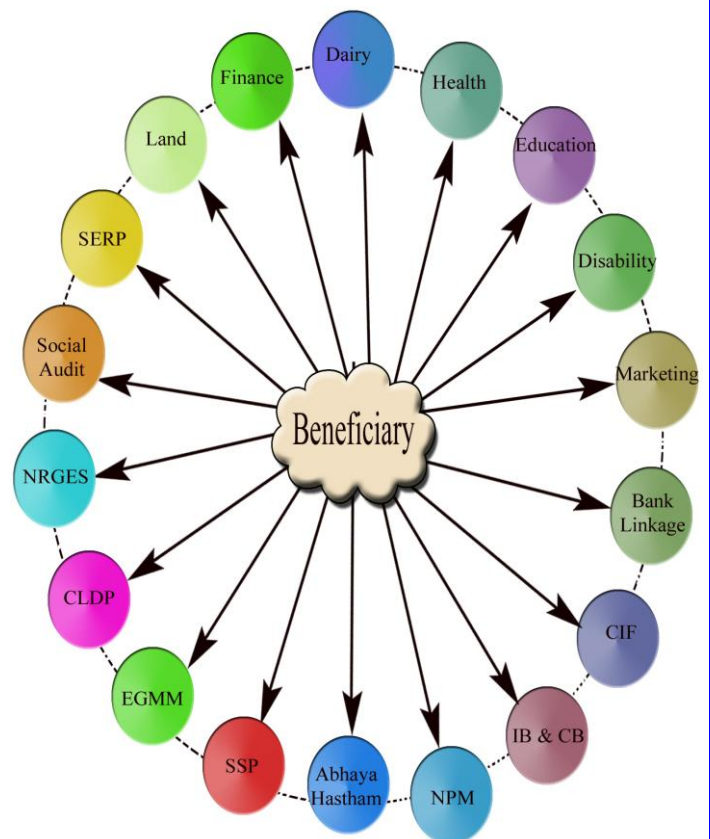 Dairy
Health
Education
Disability
Marketing
Bank
Linkage
CIF
IB & CB
NPM
Abhaya
Hastham
SSP
EGMM
CLDP
NRGES
Social
Audit
SERP
Land
Finance
Beneficiary